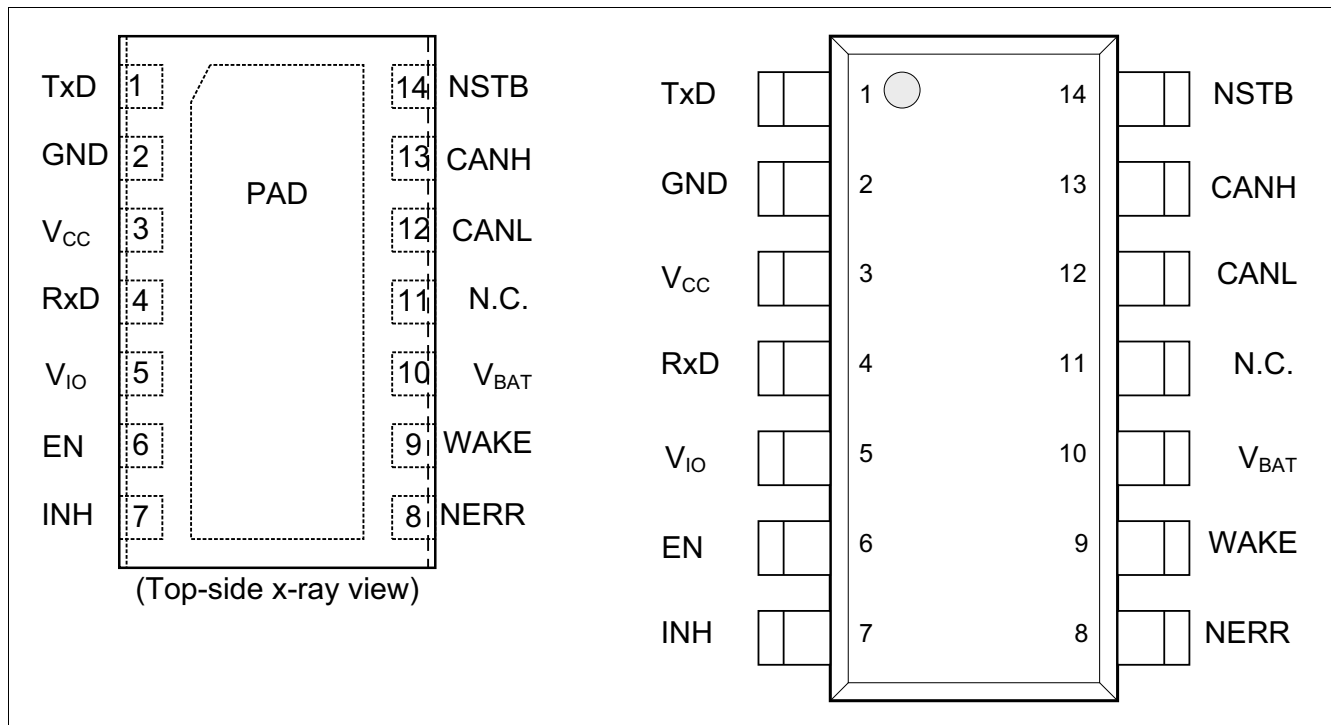 TxD 1 14 NSTB
GND 2 13 CANH
PAD
VCC 3 12 CANL
RxD 4 11 N.C.
VIO 5 10 VBAT
EN 6 9 WAKE
INH 7 8 NERR
(Top-side x-ray view)
TxD 1 14 NSTB
GND 2 13 CANH
VCC 3 12 CANL
RxD 4 11 N.C.
VIO 5 10 VBAT
EN 6 9 WAKE
INH 7 8 NERR